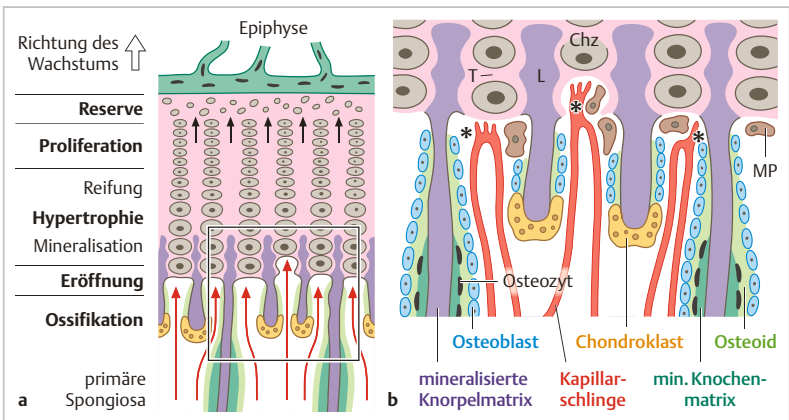 Epiphyse
Richtung des
Wachstums
Reserve
Proliferation
Reifung
Hypertrophie
Mineralisation
Eröffnung
Ossifikation
primäre
Spongiosa
a
Chz
T
L
*
*
*
MP
Osteozyt
Osteoblast
Chondroklast
Osteoid
mineralisierte
Knorpelmatrix
Kapillar-
schlinge
min. Knochen-
matrix
b